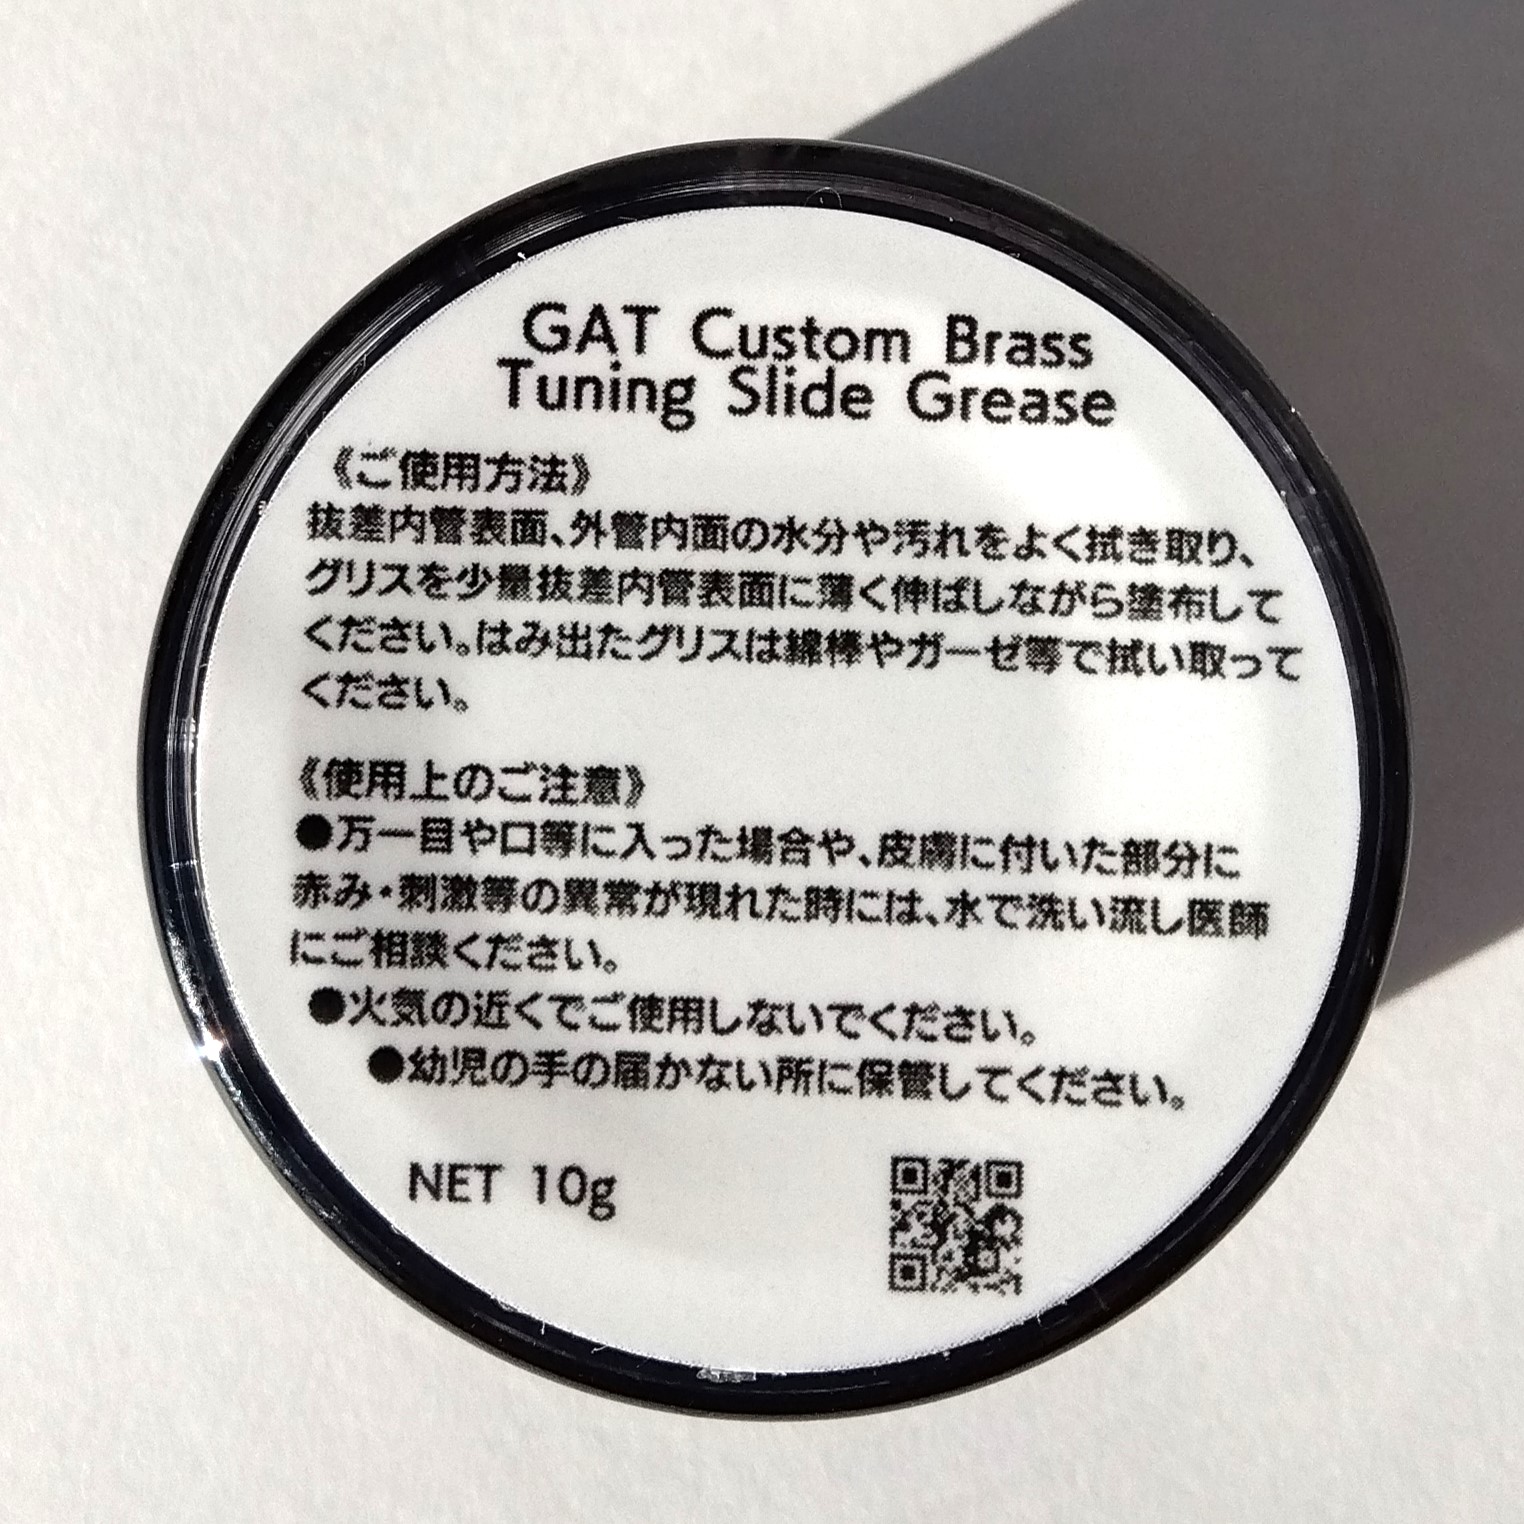 GAT Custom Brass
Tuning Slide Grease
《ご使用方法》
抜差内管表面、外管内面の水分や汚れをよく拭き取り、
グリスを少量抜差内管表面に薄く伸ばしながら塗布して
ください。はみ出たグリスは綿棒やガーゼ等で拭い取って
ください。
《使用上のご注意》
●万一目や口等に入った場合や、皮膚に付いた部分に
赤み・刺激等の異常が現れた時には、水で洗い流し医師
にご相談ください。
●火気の近くでご使用しないでください。
●幼児の手の届かない所に保管してください。
NET 10g